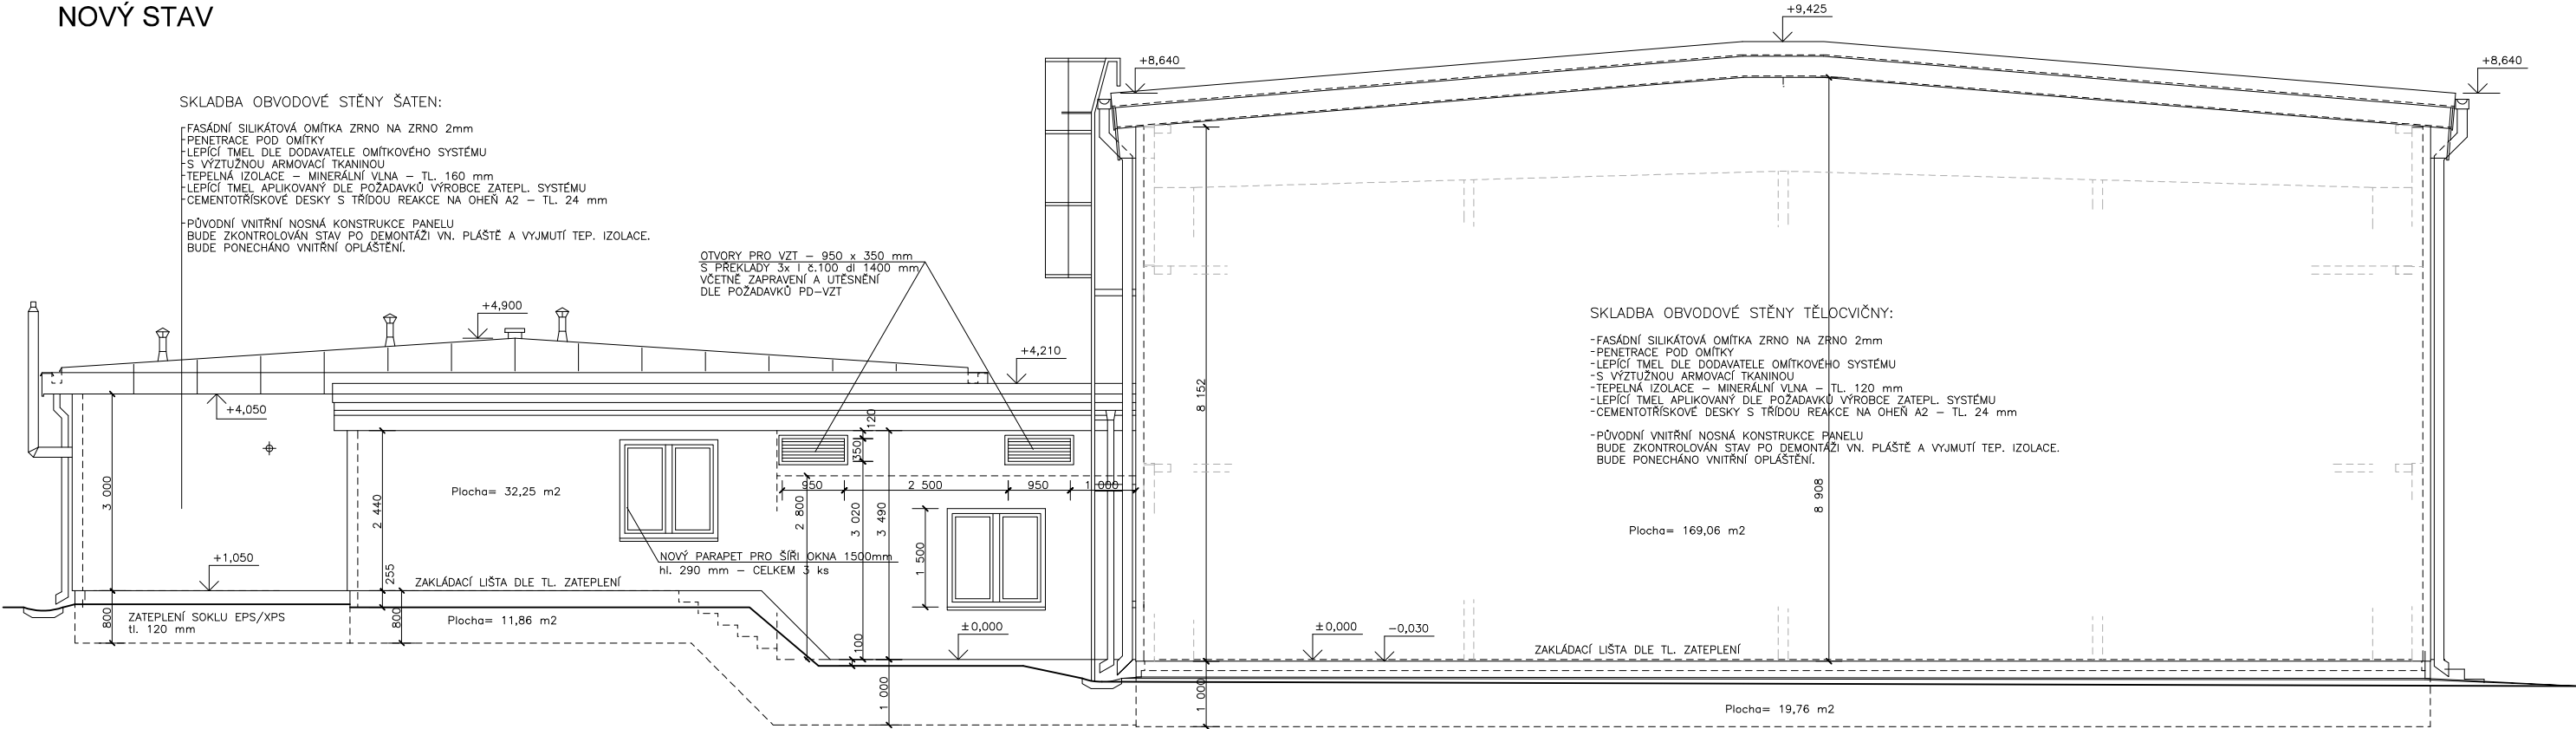 NOVÝ STAV
+9,425
+8,640
+8,640
SKLADBA OBVODOVÉ STĚNY ŠATEN:
-FASÁDNÍ SILIKÁTOVÁ OMÍTKA ZRNO NA ZRNO 2mm
-PENETRACE POD OMÍTKY
-LEPÍCÍ TMEL DLE DODAVATELE OMÍTKOVÉHO SYSTÉMU
-S VÝZTUŽNOU ARMOVACÍ TKANINOU
-TEPELNÁ IZOLACE – MINERÁLNÍ VLNA – TL. 160 mm
-LEPÍCÍ TMEL APLIKOVANÝ DLE POŽADAVKŮ VÝROBCE ZATEPL. SYSTÉMU
-CEMENTOTŘÍSKOVÉ DESKY S TŘÍDOU REAKCE NA OHEŇ A2 – TL. 24 mm
-PŮVODNÍ VNITŘNÍ NOSNÁ KONSTRUKCE PANELU
BUDE ZKONTROLOVÁN STAV PO DEMONTÁŽI VN. PLÁŠTĚ A VYJMUTÍ TEP. IZOLACE.
BUDE PONECHÁNO VNITŘNÍ OPLÁŠTĚNÍ.
OTVORY PRO VZT – 950 x 350 mm
S PŘEKLADY 3x I č.100 dl 1400 mm
VČETNĚ ZAPRAVENÍ A UTĚSNĚNÍ
DLE POŽADAVKŮ PD–VZT
+4,900
+4,210
+4,050
SKLADBA OBVODOVÉ STĚNY TĚLOCVIČNY:
-FASÁDNÍ SILIKÁTOVÁ OMÍTKA ZRNO NA ZRNO 2mm
-PENETRACE POD OMÍTKY
-LEPÍCÍ TMEL DLE DODAVATELE OMÍTKOVÉHO SYSTÉMU
-S VÝZTUŽNOU ARMOVACÍ TKANINOU
-TEPELNÁ IZOLACE – MINERÁLNÍ VLNA – TL. 120 mm
-LEPÍCÍ TMEL APLIKOVANÝ DLE POŽADAVKŮ VÝROBCE ZATEPL. SYSTÉMU
-CEMENTOTŘÍSKOVÉ DESKY S TŘÍDOU REAKCE NA OHEŇ A2 – TL. 24 mm
-PŮVODNÍ VNITŘNÍ NOSNÁ KONSTRUKCE PANELU
BUDE ZKONTROLOVÁN STAV PO DEMONTÁŽI VN. PLÁŠTĚ A VYJMUTÍ TEP. IZOLACE.
BUDE PONECHÁNO VNITŘNÍ OPLÁŠTĚNÍ.
8 152
8 908
120
350
3 000
2 440
Plocha= 32,25 m2
950
2 500
950
1 000
2 800
3 020
3 490
1 500
Plocha= 169,06 m2
+1,050
NOVÝ PARAPET PRO ŠÍŘI OKNA 1500mm
hl. 290 mm – CELKEM 3 ks
255
ZAKLÁDACÍ LIŠTA DLE TL. ZATEPLENÍ
800
ZATEPLENÍ SOKLU EPS/XPS
tl. 120 mm
800
Plocha= 11,86 m2
±0,000
100
±0,000
-0,030
ZAKLÁDACÍ LIŠTA DLE TL. ZATEPLENÍ
1 000
1 000
Plocha= 19,76 m2